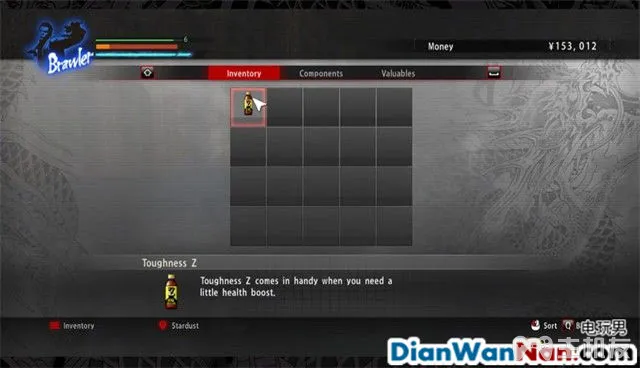 6
Brawler
Money
¥153,012
Inventory
Components
Valuables
Toughness Z
Toughness Z comes in handy when you need a
little health boost.
Inventory
Stardust
Sort
Q
电玩男
DianWanNan.com